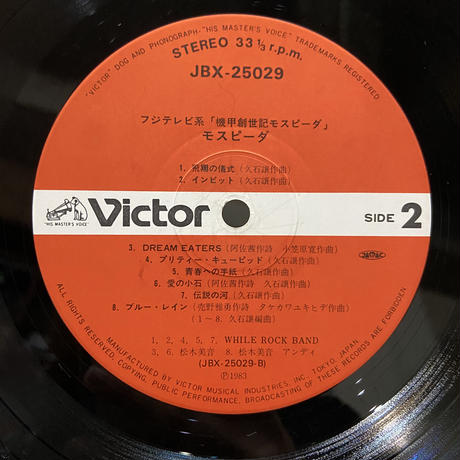 "VICTOR" DOG AND PHONOGRAPH·"HIS MASTER'S VOICE" TRADEMARKS REGISTERED
STEREO 33 1/3 r.p.m.
JBX-25029
フジテレビ系「機甲創世記モスピーダ」
モスピーダ
1. 飛翔の儀式(久石譲作曲)
2. インビット(久石譲作曲)
"HIS MASTER'S VOICE"
Victor
SIDE 2
3. DREAM EATERS(阿佐茜作詩 小笠原寛作曲)
4. プリティー・キューピッド(久石譲作曲)
5. 青春への手紙(久石譲作曲)
6. 愛の小石(阿佐茜作詩 久石譲作曲)
7. 伝説の河(久石譲作曲)
8. ブルー・レイン(売野雅勇作詩 タケカワユキヒデ作曲)
(1~8. 久石譲編曲)
1, 2, 4, 5, 7, WHILE ROCK BAND
3, 6. 松木美音 8. 松木美音 アンディ
(JBX-25029-B)
Ⓟ1983
MANUFACTURED BY VICTOR MUSICAL INDUSTRIES, INC. TOKYO, JAPAN
ALL RIGHTS RESERVED. UNAUTHORIZED COPYING, PUBLIC PERFORMANCE, BROADCASTING OF THESE RECORDS ARE FORBIDDEN